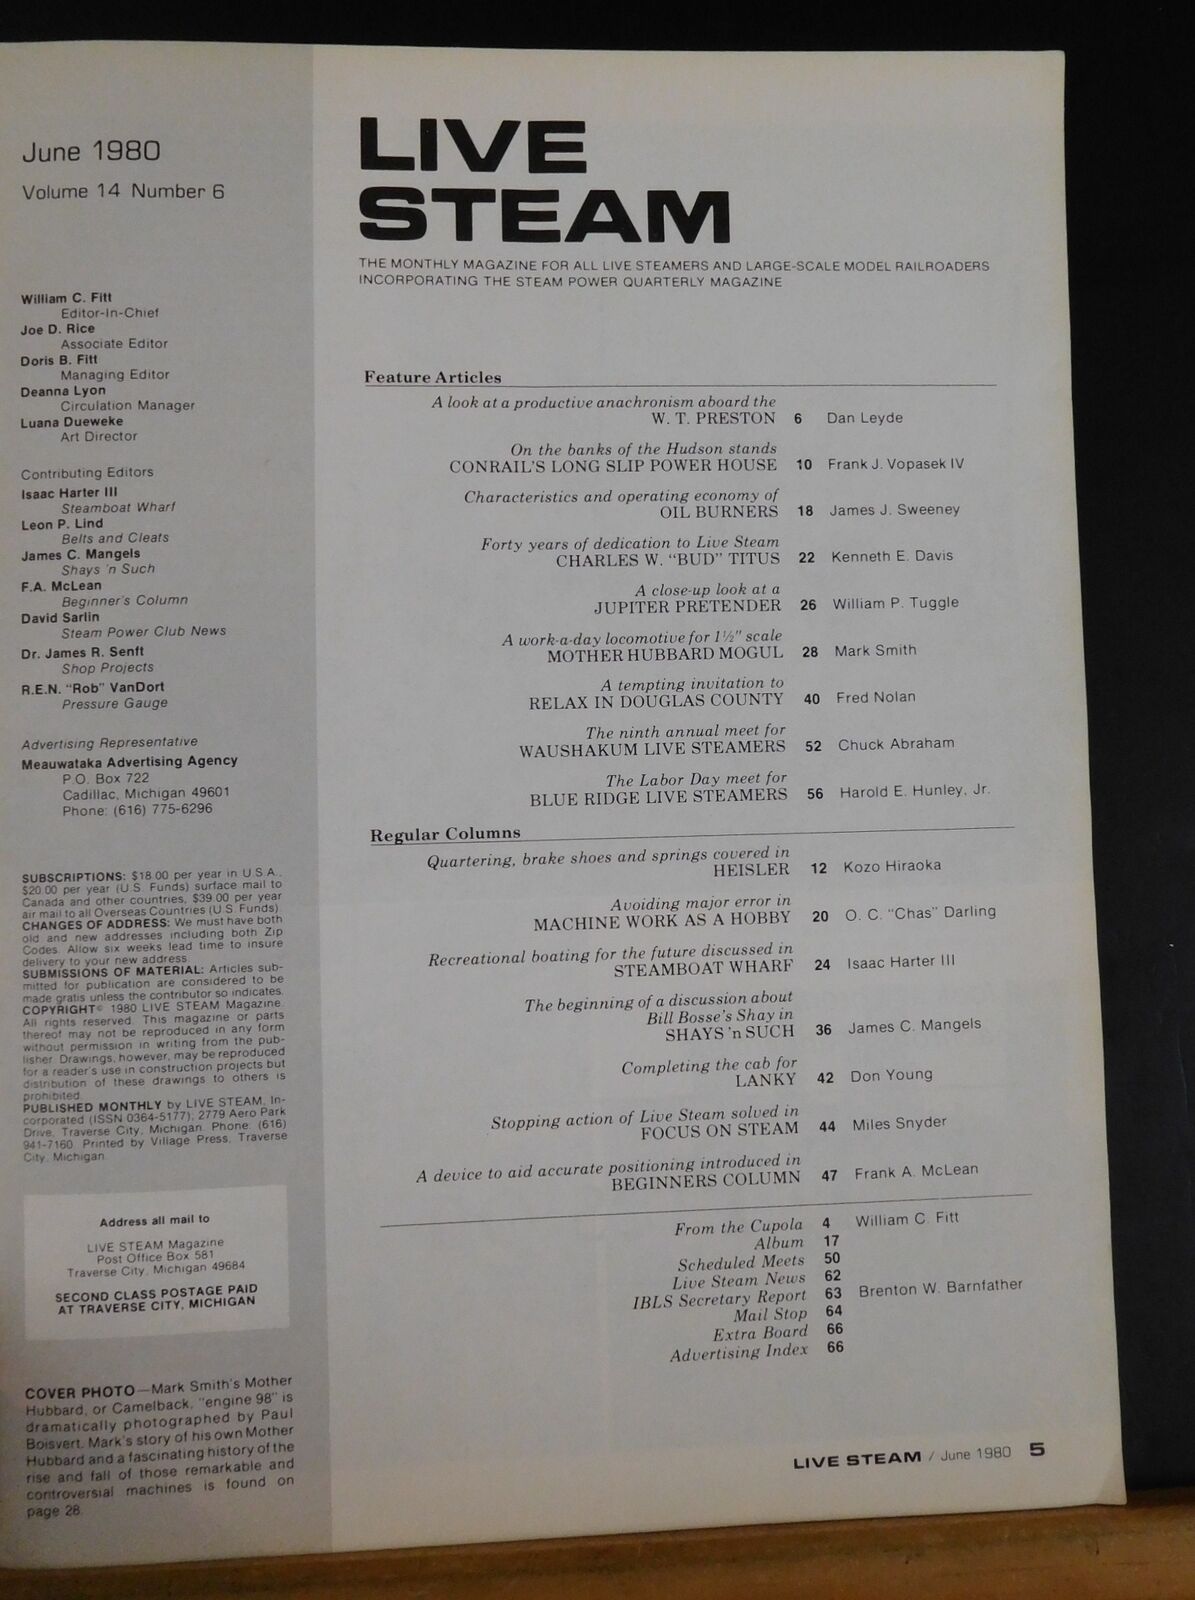 June 1980
Volume 14 Number 6
William C. Fitt
Editor-In-Chief
Joe D. Rice
Associate Editor
Doris B. Fitt
Managing Editor
Deanna Lyon
Circulation Manager
Luana Dueweke
Art Director
Contributing Editors
Isaac Harter III
Steamboat Wharf
Leon P. Lind
Belts and Cleats
James C. Mangels
Shays 'n Such
F.A. McLean
Beginner's Column
David Sarlin
Steam Power Club News
Dr. James R. Senft
Shop Projects
R.E.N. "Rob" VanDort
Pressure Gauge
Advertising Representative
Meauwataka Advertising Agency
P.O. Box 722
Cadillac, Michigan 49601
Phone: (616) 775-6296
SUBSCRIPTIONS: $18.00 per year in U.S.A.,
$20.00 per year (U.S. Funds) surface mail to
Canada and other countries, $39.00 per year
air mail to all Overseas Countries (U.S. Funds).
CHANGES OF ADDRESS: We must have both
old and new addresses including both Zip
Codes. Allow six weeks lead time to insure
delivery to your new address.
SUBMISSIONS OF MATERIAL: Articles sub-
mitted for publication are considered to be
made gratis unless the contributor so indicates.
COPYRIGHT© 1980 LIVE STEAM Magazine.
All rights reserved. This magazine or parts
thereof may not be reproduced in any form
without permission in writing from the pub-
lisher. Drawings, however, may be reproduced
for a reader's use in construction projects but
distribution of these drawings to others is
prohibited.
PUBLISHED MONTHLY by LIVE STEAM, In-
corporated (ISSN 0364-5177); 2779 Aero Park
Drive, Traverse City, Michigan. Phone: (616)
941-7160. Printed by Village Press, Traverse
City, Michigan.
Address all mail to
LIVE STEAM Magazine
Post Office Box 581
Traverse City, Michigan 49684
SECOND CLASS POSTAGE PAID
AT TRAVERSE CITY, MICHIGAN
COVER PHOTO—Mark Smith's Mother
Hubbard, or Camelback, "engine 98" is
dramatically photographed by Paul
Boisvert. Mark's story of his own Mother
Hubbard and a fascinating history of the
rise and fall of those remarkable and
controversial machines is found on
page 28.
LIVE
STEAM
THE MONTHLY MAGAZINE FOR ALL LIVE STEAMERS AND LARGE-SCALE MODEL RAILROADERS
INCORPORATING THE STEAM POWER QUARTERLY MAGAZINE
Feature Articles
A look at a productive anachronism aboard the
W. T. PRESTON 6 Dan Leyde
On the banks of the Hudson stands
CONRAIL'S LONG SLIP POWER HOUSE 10 Frank J. Vopasek IV
Characteristics and operating economy of
OIL BURNERS 18 James J. Sweeney
Forty years of dedication to Live Steam
CHARLES W. "BUD" TITUS 22 Kenneth E. Davis
A close-up look at a
JUPITER PRETENDER 26 William P. Tuggle
A work-a-day locomotive for 1½" scale
MOTHER HUBBARD MOGUL 28 Mark Smith
A tempting invitation to
RELAX IN DOUGLAS COUNTY 40 Fred Nolan
The ninth annual meet for
WAUSHAKUM LIVE STEAMERS 52 Chuck Abraham
The Labor Day meet for
BLUE RIDGE LIVE STEAMERS 56 Harold E. Hunley, Jr.
Regular Columns
Quartering, brake shoes and springs covered in
HEISLER 12 Kozo Hiraoka
Avoiding major error in
MACHINE WORK AS A HOBBY 20 O. C. "Chas" Darling
Recreational boating for the future discussed in
STEAMBOAT WHARF 24 Isaac Harter III
The beginning of a discussion about
Bill Bosse's Shay in
SHAYS 'n SUCH 36 James C. Mangels
Completing the cab for
LANKY 42 Don Young
Stopping action of Live Steam solved in
FOCUS ON STEAM 44 Miles Snyder
A device to aid accurate positioning introduced in
BEGINNERS COLUMN 47 Frank A. McLean
From the Cupola 4 William C. Fitt
Album 17
Scheduled Meets 50
Live Steam News 62
IBLS Secretary Report 63 Brenton W. Barnfather
Mail Stop 64
Extra Board 66
Advertising Index 66
LIVE STEAM / June 1980 5